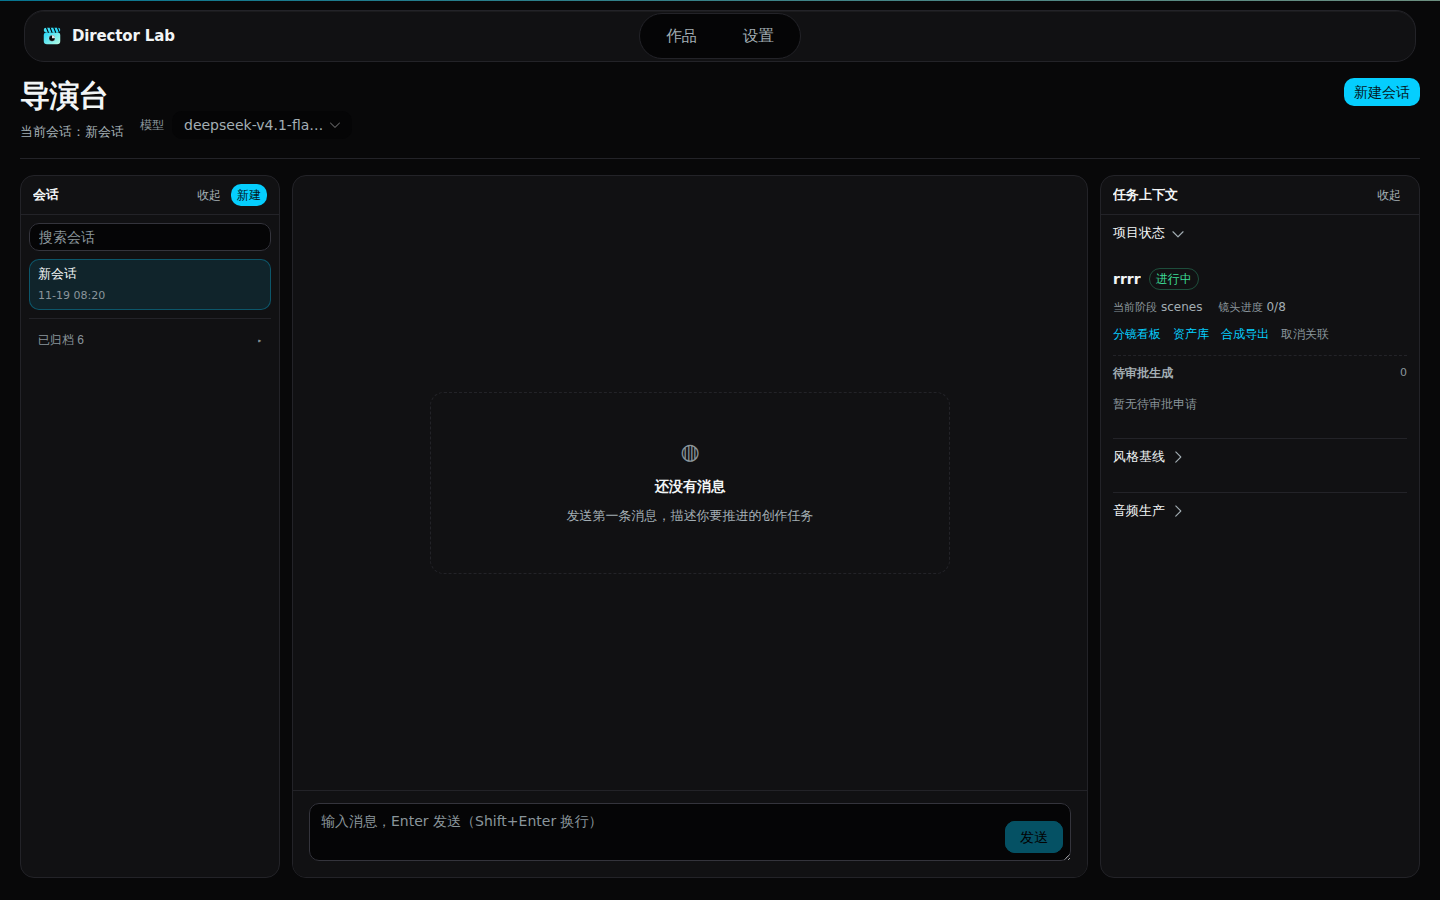 Director Lab
作品
设置
导演台
新建会话
当前会话：新会话
模型
deepseek-v4.1-fla...
会话
收起
新建
搜索会话
新会话
11-19 08:20
已归档 6
还没有消息
发送第一条消息，描述你要推进的创作任务
输入消息，Enter 发送（Shift+Enter 换行）
发送
任务上下文
收起
项目状态
rrrr
进行中
当前阶段 scenes
镜头进度 0/8
分镜看板
资产库
合成导出
取消关联
待审批生成
0
暂无待审批申请
风格基线
音频生产